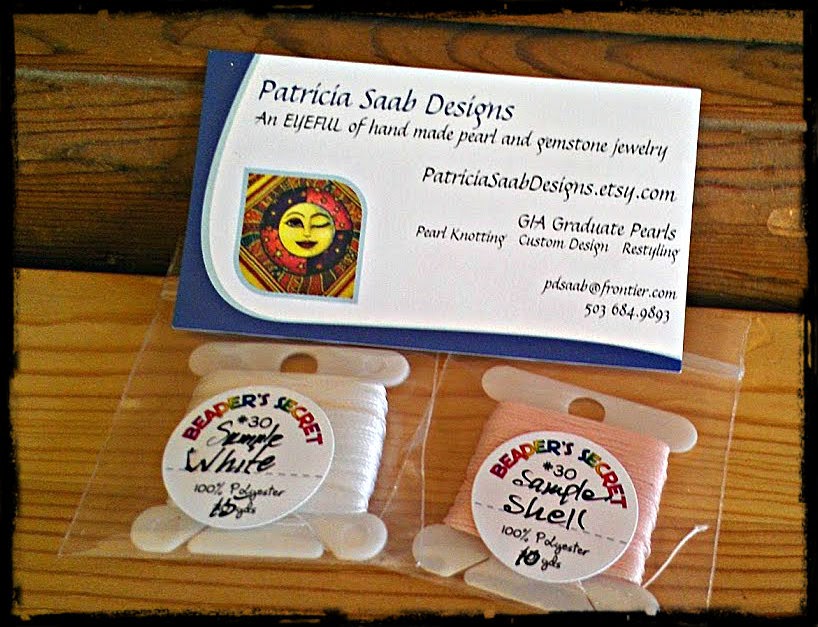 Patricia Saab Designs
An EYEFUL of hand made pearl and gemstone jewelry
PatriciaSaabDesigns.etsy.com
GIA Graduate Pearls
Pearl Knotting Custom Design Restyling
pdsaab@frontier.com
503 684.9893
BEADER'S SECRET
#30
Sample
White
100% Polyester
yds
BEADER'S SECRET
#30
Sample
Shell
100% Polyester
10 yds